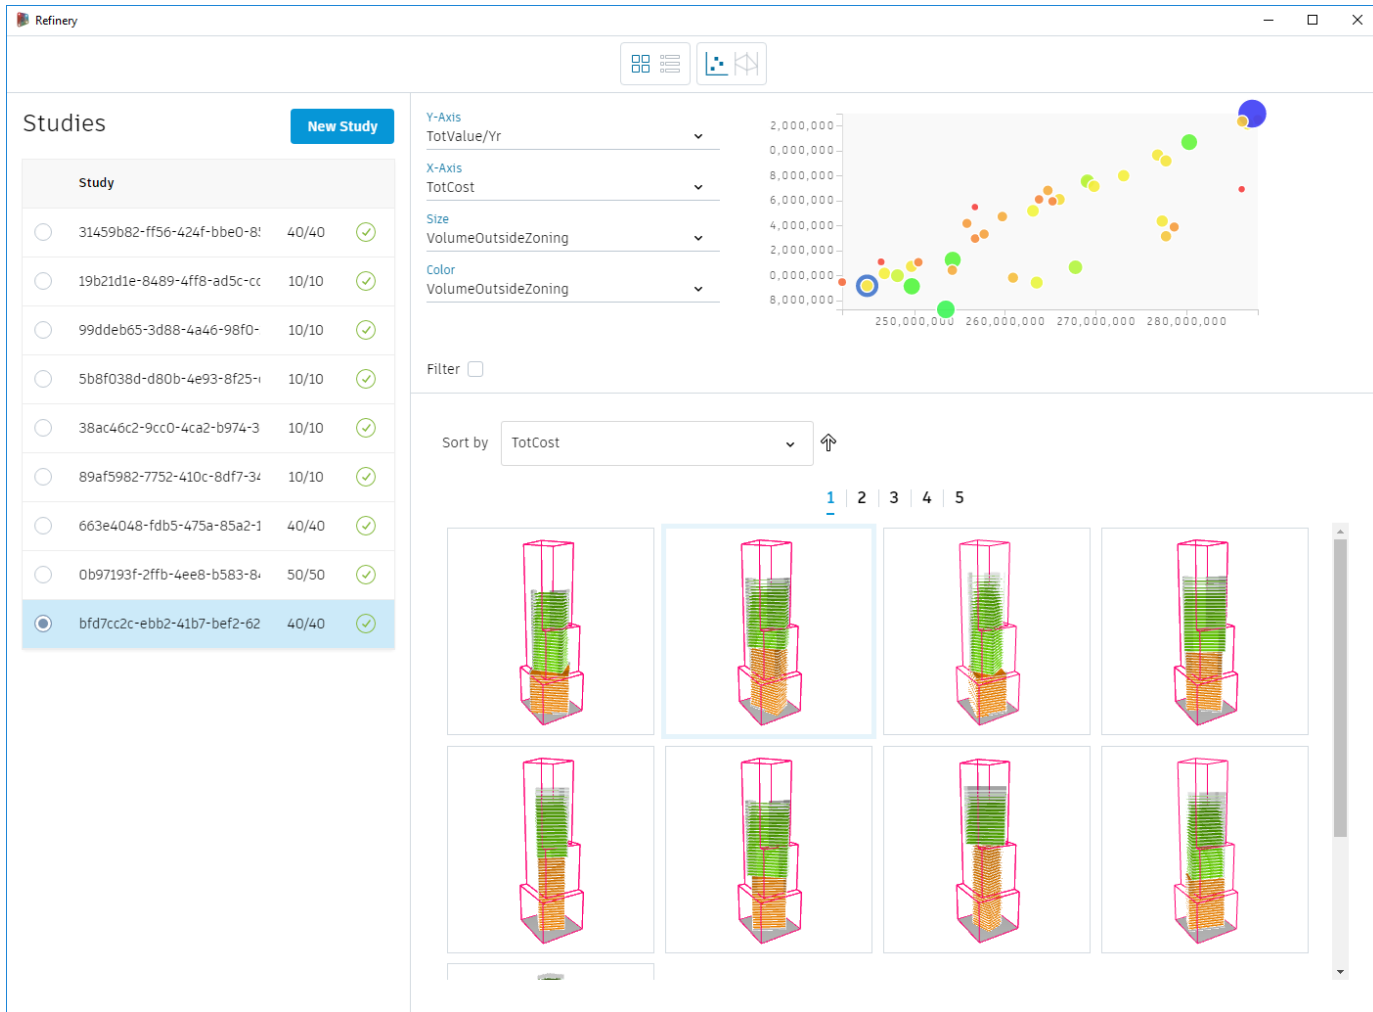 Refinery
Studies
New Study
Study
31459b82-ff56-424f-bbe0-8! 40/40
19b21d1e-8489-4ff8-ad5c-cc 10/10
99ddeb65-3d88-4a46-98f0- 10/10
5b8f038d-d80b-4e93-8f25- 10/10
38ac46c2-9cc0-4ca2-b974-3 10/10
89af5982-7752-410c-8df7-34 10/10
663e4048-fdb5-475a-85a2-1 40/40
0b97193f-2ffb-4ee8-b583-84 50/50
bfd7cc2c-ebb2-41b7-bef2-62 40/40
Y-Axis
TotValue/Yr
X-Axis
TotCost
Size
VolumeOutsideZoning
Color
VolumeOutsideZoning
Filter
2,000,000
0,000,000
8,000,000
6,000,000
4,000,000
2,000,000
0,000,000
8,000,000
250,000,000 260,000,000 270,000,000 280,000,000
Sort by TotCost
1 2 3 4 5